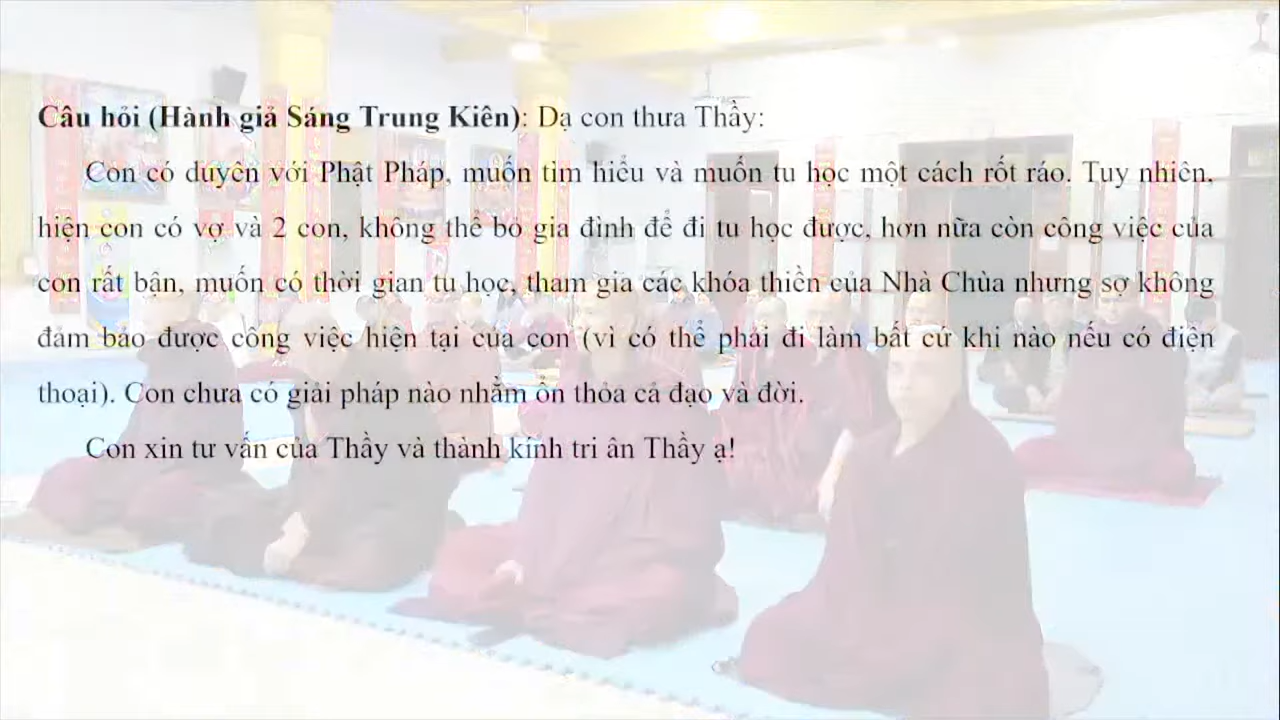 Câu hỏi (Hành giả Sáng Trung Kiên): Dạ con thưa Thầy:
Con có duyên với Phật Pháp, muốn tìm hiểu và muốn tu học một cách rốt ráo. Tuy nhiên,
hiện con có vợ và 2 con, không thể bỏ gia đình để đi tu học được, hơn nữa còn công việc của
con rất bận, muốn có thời gian tu học, tham gia các khóa thiền của Nhà Chùa nhưng sợ không
đảm bảo được công việc hiện tại của con (vì có thể phải đi làm bất cứ khi nào nếu có điện
thoại). Con chưa có giải pháp nào nhằm ổn thỏa cả đạo và đời.
Con xin tư vấn của Thầy và thành kính tri ân Thầy ạ!